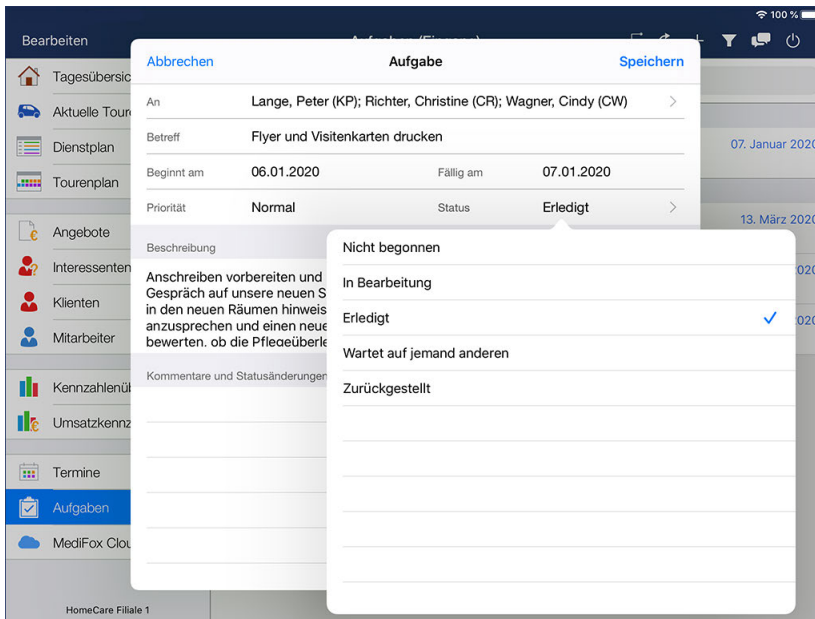 100 %
Bearbeiten
Abbrechen Aufgabe Speichern
An Lange, Peter (KP); Richter, Christine (CR); Wagner, Cindy (CW)
Betreff Flyer und Visitenkarten drucken
Beginnt am 06.01.2020 Fällig am 07.01.2020
Priorität Normal Status Erledigt
Beschreibung
Anschreiben vorbereiten und
Gespräch auf unsere neuen S
in den neuen Räumen hinweis
anzusprechen und einen neue
bewerten. ob die Pflegeüberle
Kommentare und Statusänderungen
Nicht begonnen
In Bearbeitung
Erledigt
Wartet auf jemand anderen
Zurückgestellt
Tagesübersic
Aktuelle Toure
Dienstplan
Tourenplan
Angebote
Interessenten
Klienten
Mitarbeiter
Kennzahlenüb
Umsatzkennz
Termine
Aufgaben
MediFox Clou
HomeCare Filiale 1
07. Januar 2020
13. März 2020
020
020